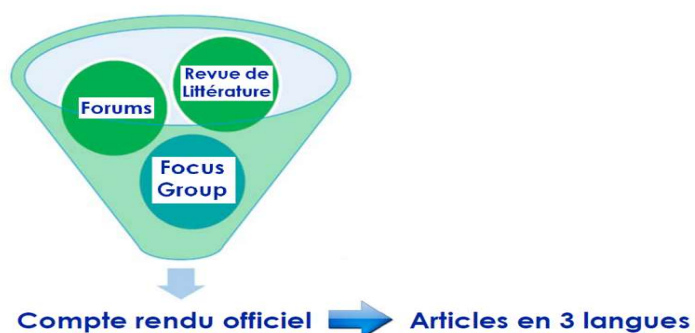 Revue de
Littérature
Forums
Focus
Group
Compte rendu officiel
Articles en 3 langues